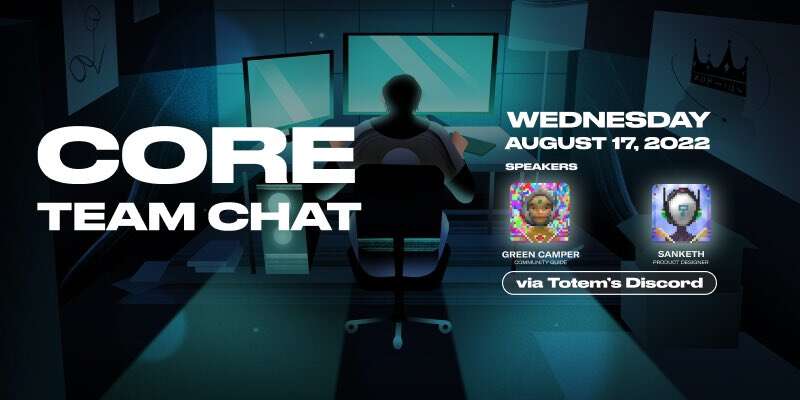 CORE
TEAM CHAT
WEDNESDAY
AUGUST 17, 2022
SPEAKERS
GREEN CAMPER
COMMUNITY GUIDE
SANKETH
PRODUCT DESIGNER
via Totem's Discord